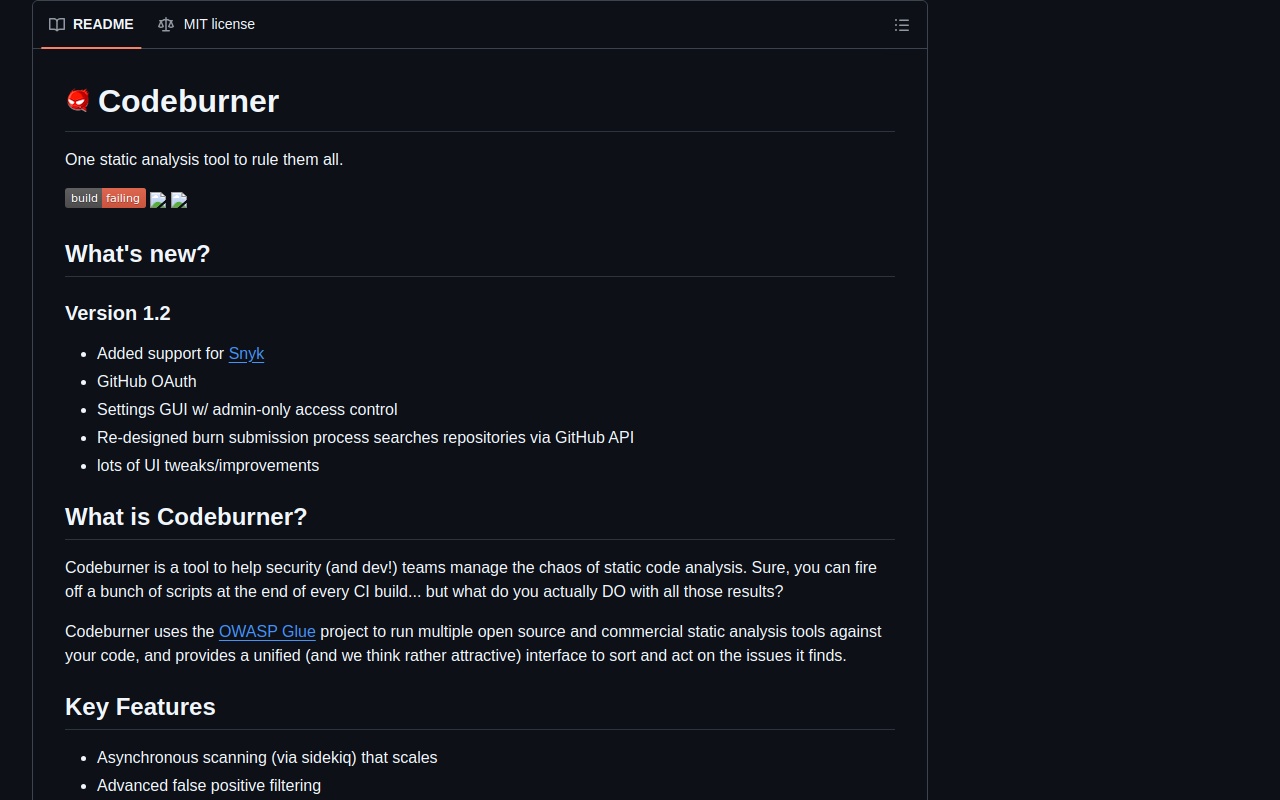 README MIT license
Codeburner
One static analysis tool to rule them all.
build failing
What's new?
Version 1.2
Added support for Snyk
GitHub OAuth
Settings GUI w/ admin-only access control
Re-designed burn submission process searches repositories via GitHub API
lots of UI tweaks/improvements
What is Codeburner?
Codeburner is a tool to help security (and dev!) teams manage the chaos of static code analysis. Sure, you can fire
off a bunch of scripts at the end of every CI build... but what do you actually DO with all those results?
Codeburner uses the OWASP Glue project to run multiple open source and commercial static analysis tools against
your code, and provides a unified (and we think rather attractive) interface to sort and act on the issues it finds.
Key Features
Asynchronous scanning (via sidekiq) that scales
Advanced false positive filtering